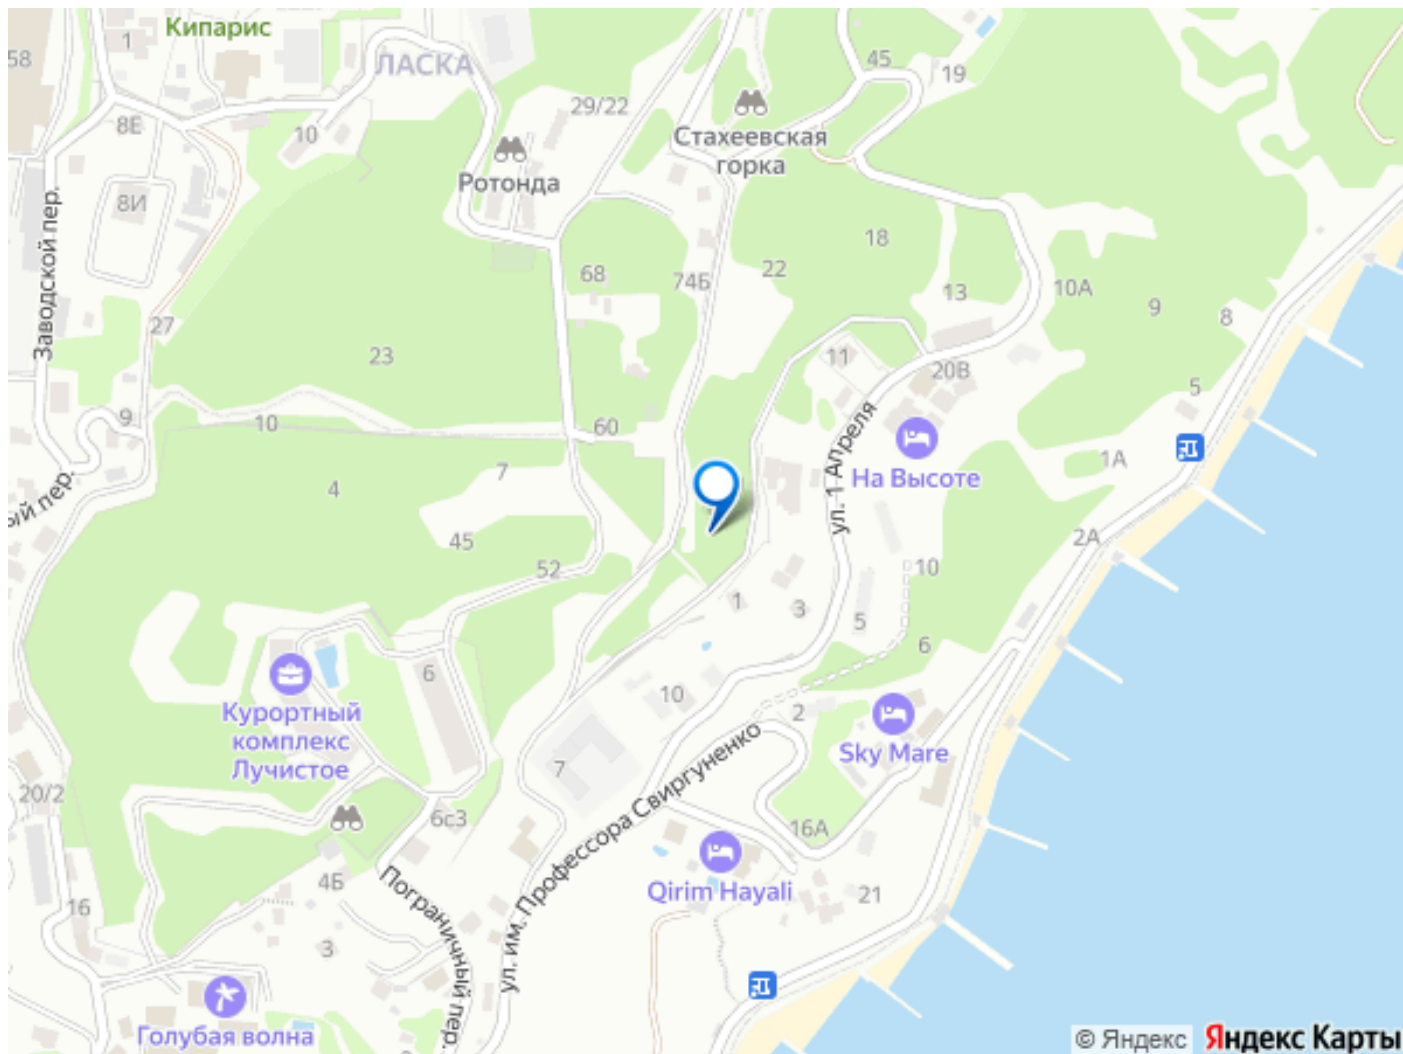 Кипарис
1
58
ЛАСКА
45
19
29/22
8Е
10
Стахеевская
горка
Ротонда
8И
Заводской пер.
18
68
74Б
22
13
10А
9
8
27
23
11
20В
5
9
10
60
ул. 1 Апреля
На Высоте
1А
7
4
ый пер.
45
2А
52
10
1
3
5
6
6
10
Курортный
комплекс
Лучистое
2
Sky Mare
7
20/2
6с3
16А
ул. им. Профессора Свиргуненко
Qirim Hayali
4Б
21
16
Пограничный пер.
3
Голубая волна
© Яндекс Яндекс Карты